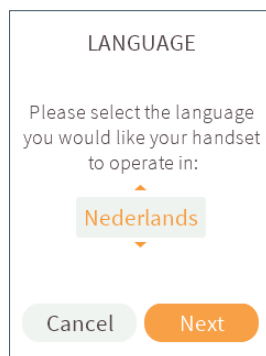 LANGUAGE
Please select the language
you would like your handset
to operate in:
Nederlands
Cancel Next